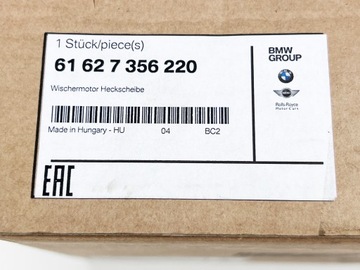 1 Stück/piece(s)
61 62 7 356 220
Wischermotor Heckscheibe
Made in Hungary - HU 04 BC2
EAC
BMW
GROUP
Rolls-Royce
Motor Cars